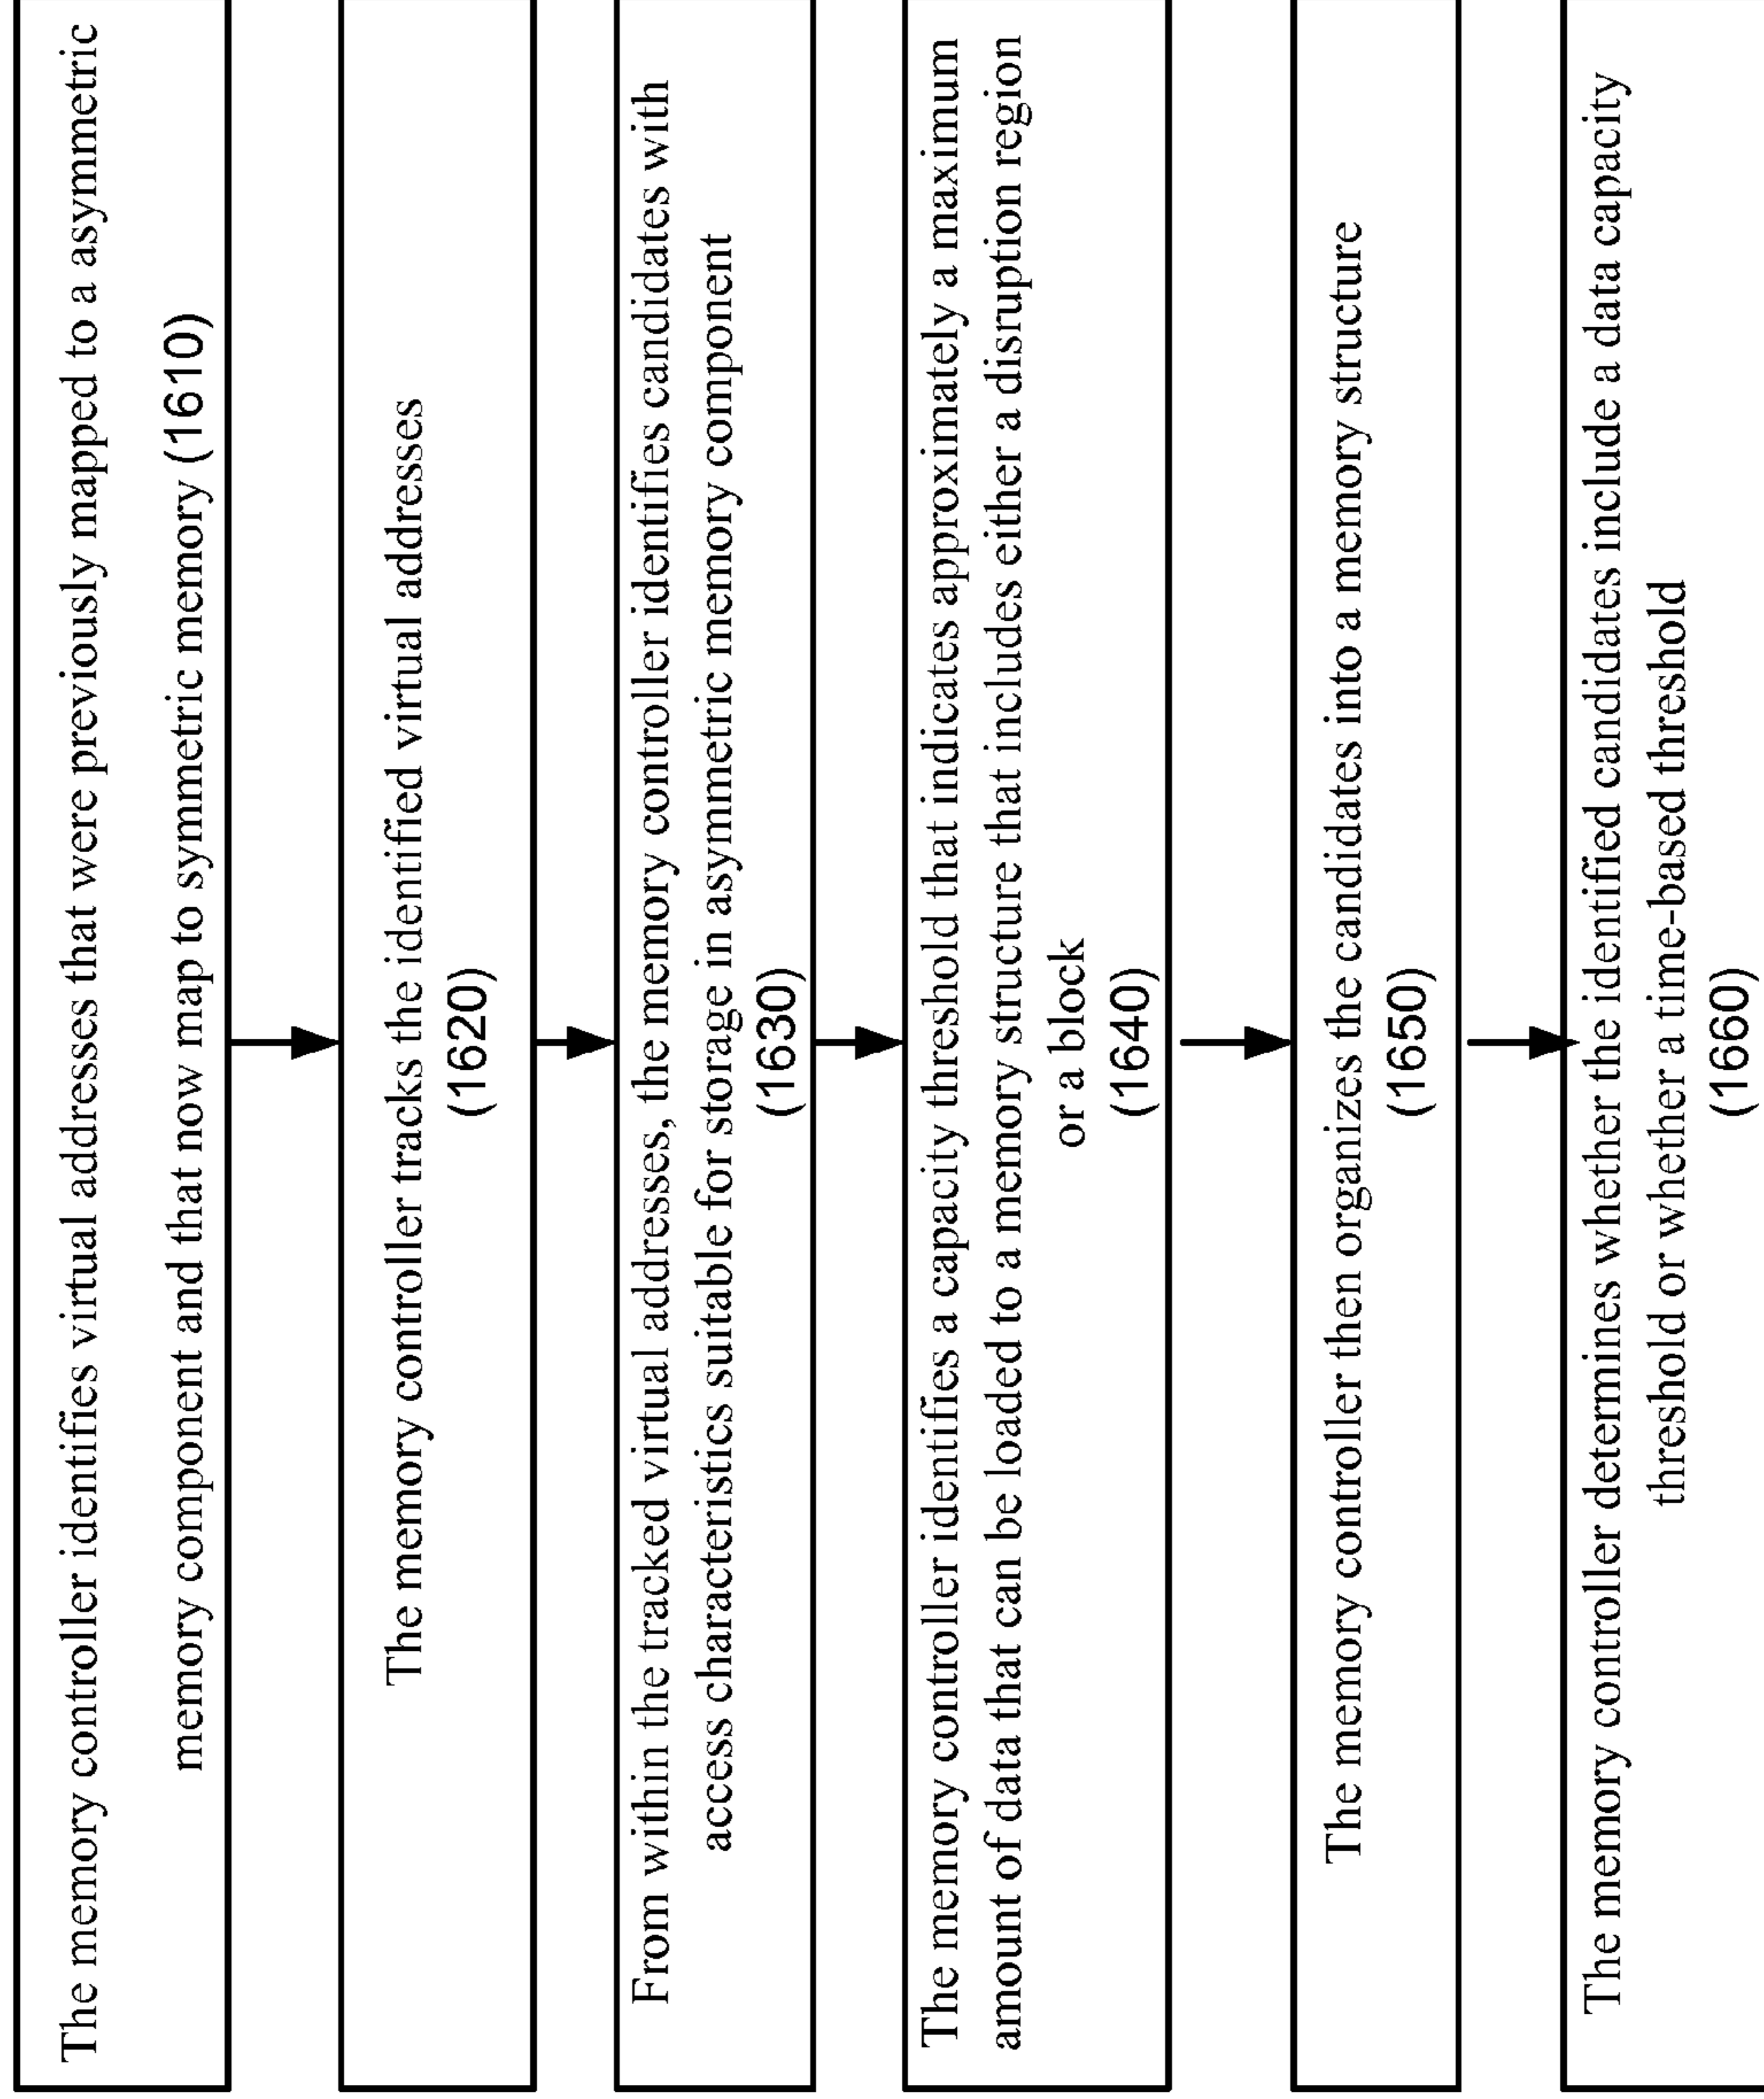 The memory controller identifies virtual addresses that were previously mapped to a asymmetric
memory component and that now map to symmetric memory (1610)
The memory controller tracks the identified virtual addresses
(1620)
From within the tracked virtual addresses, the memory controller identifies candidates with
access characteristics suitable for storage in asymmetric memory component
(1630)
The memory controller identifies a capacity threshold that indicates approximately a maximum
amount of data that can be loaded to a memory structure that includes either a disruption region
or a block
(1640)
The memory controller then organizes the candidates into a memory structure
(1650)
The memory controller determines whether the identified candidates include a data capacity
threshold or whether a time-based threshold
(1660)